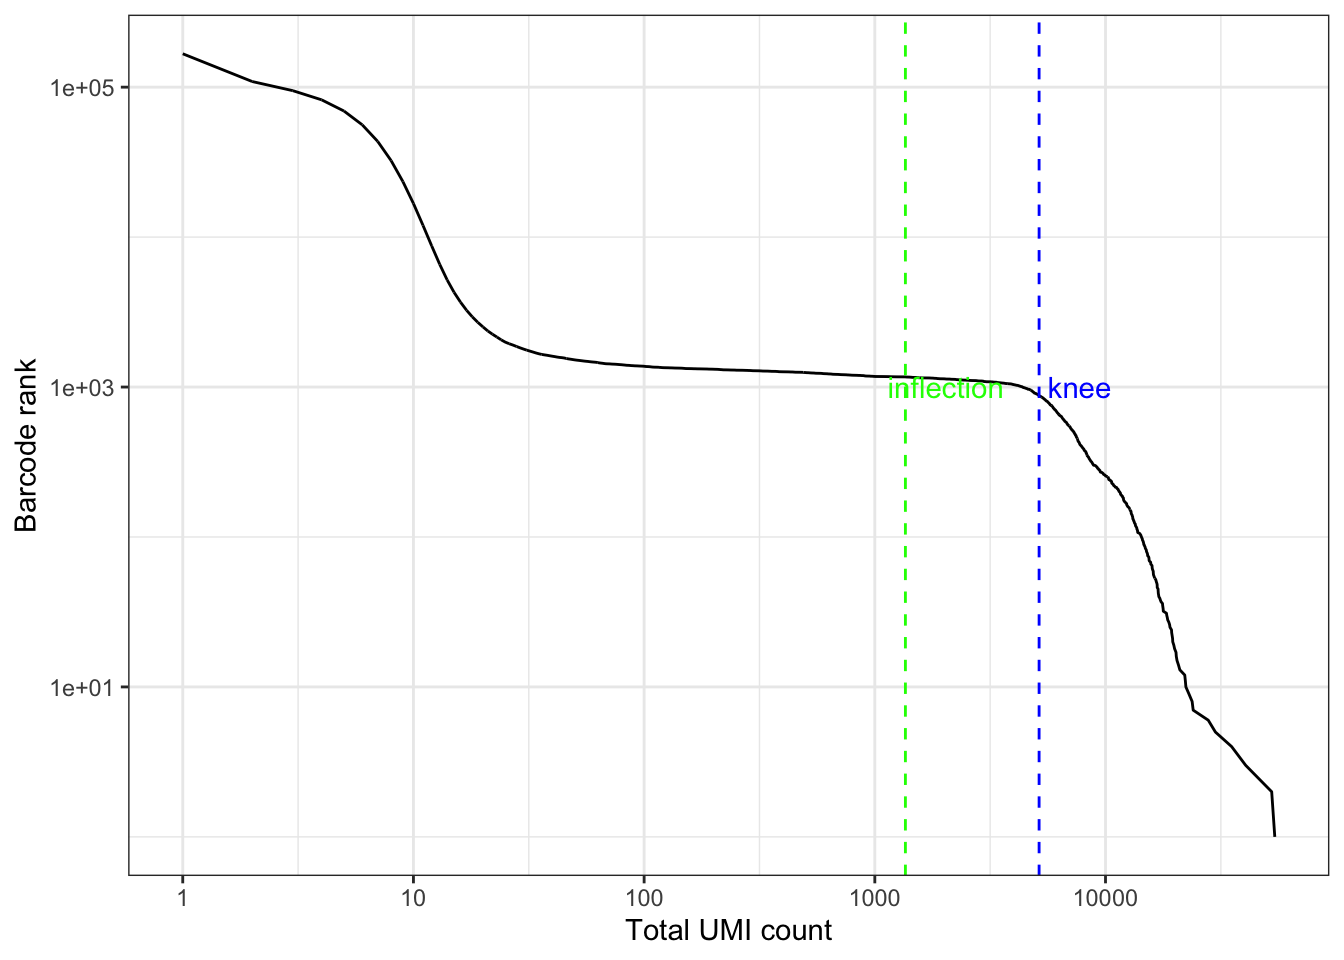 1e+05
1e+03
1e+01
Barcode rank
inflection
knee
1
10
100
1000
10000
Total UMI count